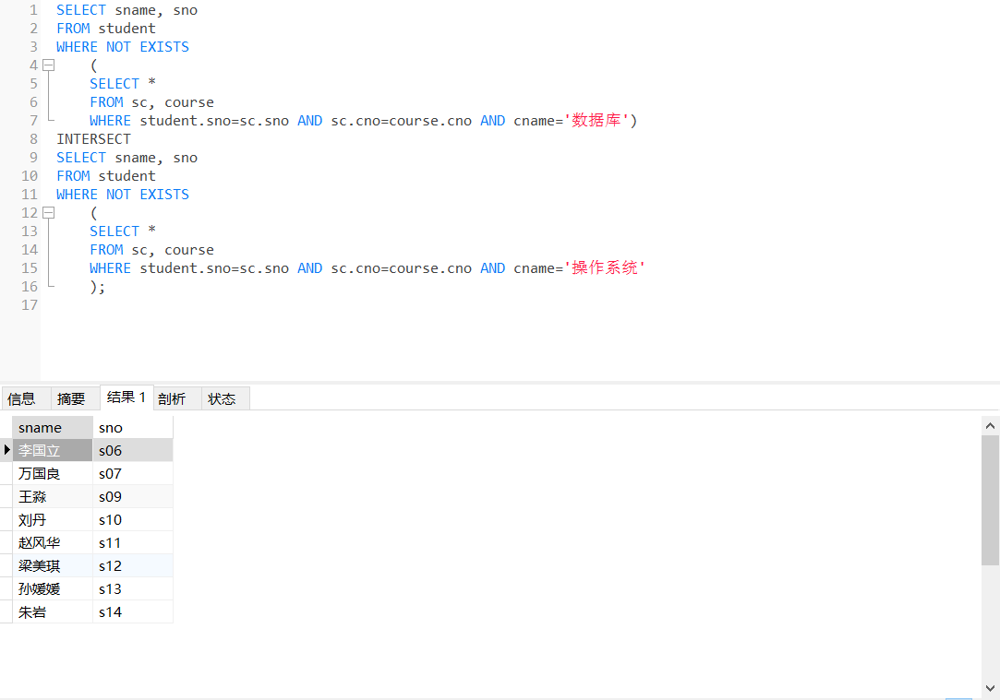 1 SELECT sname, sno
2 FROM student
3 WHERE NOT EXISTS
4 (
5 SELECT *
6 FROM sc, course
7 WHERE student.sno=sc.sno AND sc.cno=course.cno AND cname='数据库')
8 INTERSECT
9 SELECT sname, sno
10 FROM student
11 WHERE NOT EXISTS
12 (
13 SELECT *
14 FROM sc, course
15 WHERE student.sno=sc.sno AND sc.cno=course.cno AND cname='操作系统'
16 );
17
信息 摘要 结果 1 剖析 状态
sname sno
李国立 s06
万国良 s07
王淼 s09
刘丹 s10
赵风华 s11
梁美琪 s12
孙媛媛 s13
朱岩 s14